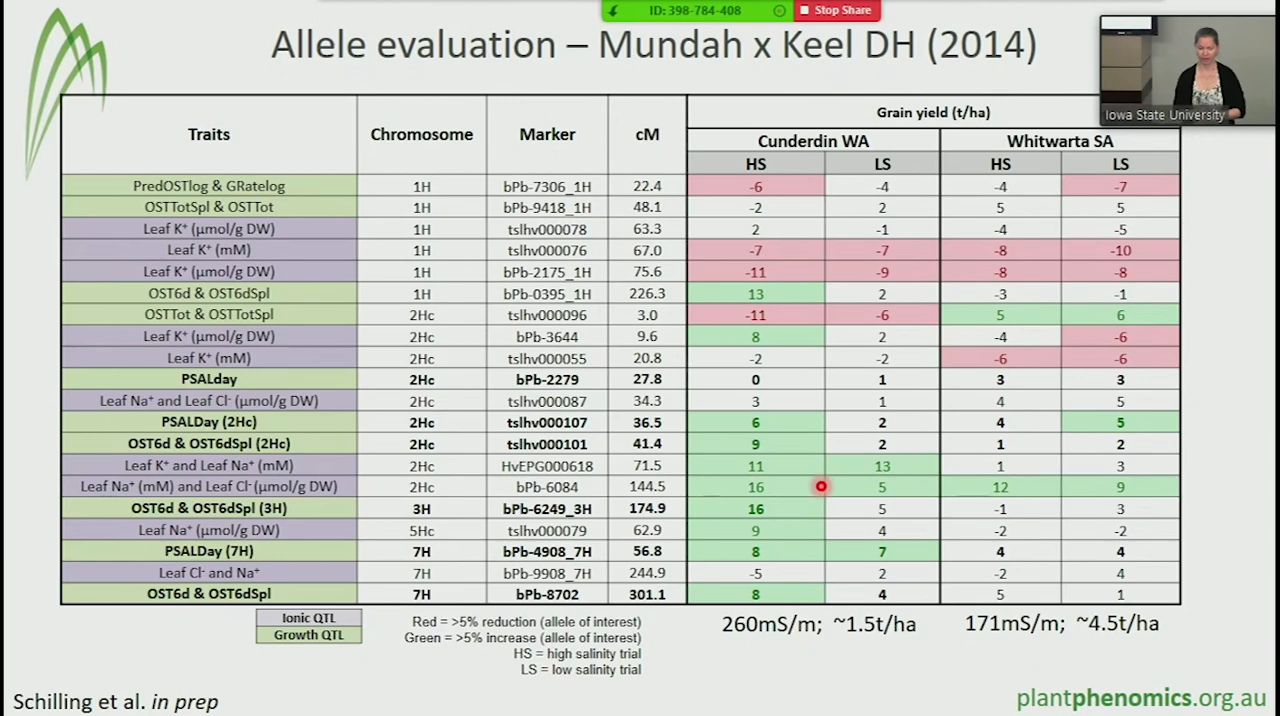 ID: 398-784-408
Stop Share
Allele evaluation – Mundah x Keel DH (2014)
Iowa State University
Traits Chromosome Marker cM Grain yield (t/ha)
Cunderdin WA Whitwarta SA
HS LS HS LS
PredOSTlog & GRatelog 1H bPb-7306_1H 22.4 -6 -4 -4 -7
OSTTotSpl & OSTTot 1H bPb-9418_1H 48.1 -2 2 5 5
Leaf K⁺ (µmol/g DW) 1H tslhv000078 63.3 2 -1 -4 -5
Leaf K⁺ (mM) 1H tslhv000076 67.0 -7 -7 -8 -10
Leaf K⁺ (µmol/g DW) 1H bPb-2175_1H 75.6 -11 -9 -8 -8
OST6d & OST6dSpl 1H bPb-0395_1H 226.3 13 2 -3 -1
OSTTot & OSTTotSpl 2Hc tslhv000096 3.0 -11 -6 5 6
Leaf K⁺ (µmol/g DW) 2Hc bPb-3644 9.6 8 2 -4 -6
Leaf K⁺ (mM) 2Hc tslhv000055 20.8 -2 -2 -6 -6
PSALday 2Hc bPb-2279 27.8 0 1 3 3
Leaf Na⁺ and Leaf Cl⁻ (µmol/g DW) 2Hc tslhv000087 34.3 3 1 4 5
PSALDay (2Hc) 2Hc tslhv000107 36.5 6 2 4 5
OST6d & OST6dSpl (2Hc) 2Hc tslhv000101 41.4 9 2 1 2
Leaf K⁺ and Leaf Na⁺ (mM) 2Hc HvEPG000618 71.5 11 13 1 3
Leaf Na⁺ (mM) and Leaf Cl⁻ (µmol/g DW) 2Hc bPb-6084 144.5 16 5 12 9
OST6d & OST6dSpl (3H) 3H bPb-6249_3H 174.9 16 5 -1 3
Leaf Na⁺ (µmol/g DW) 5Hc tslhv000079 62.9 9 4 -2 -2
PSALDay (7H) 7H bPb-4908_7H 56.8 8 7 4 4
Leaf Cl⁻ and Na⁺ 7H bPb-9908_7H 244.9 -5 2 -2 4
OST6d & OST6dSpl 7H bPb-8702 301.1 8 4 5 1
Ionic QTL
Growth QTL
Red = >5% reduction (allele of interest)
Green = >5% increase (allele of interest)
HS = high salinity trial
LS = low salinity trial
260mS/m; ~1.5t/ha 171mS/m; ~4.5t/ha
Schilling et al. in prep
plantphenomics.org.au